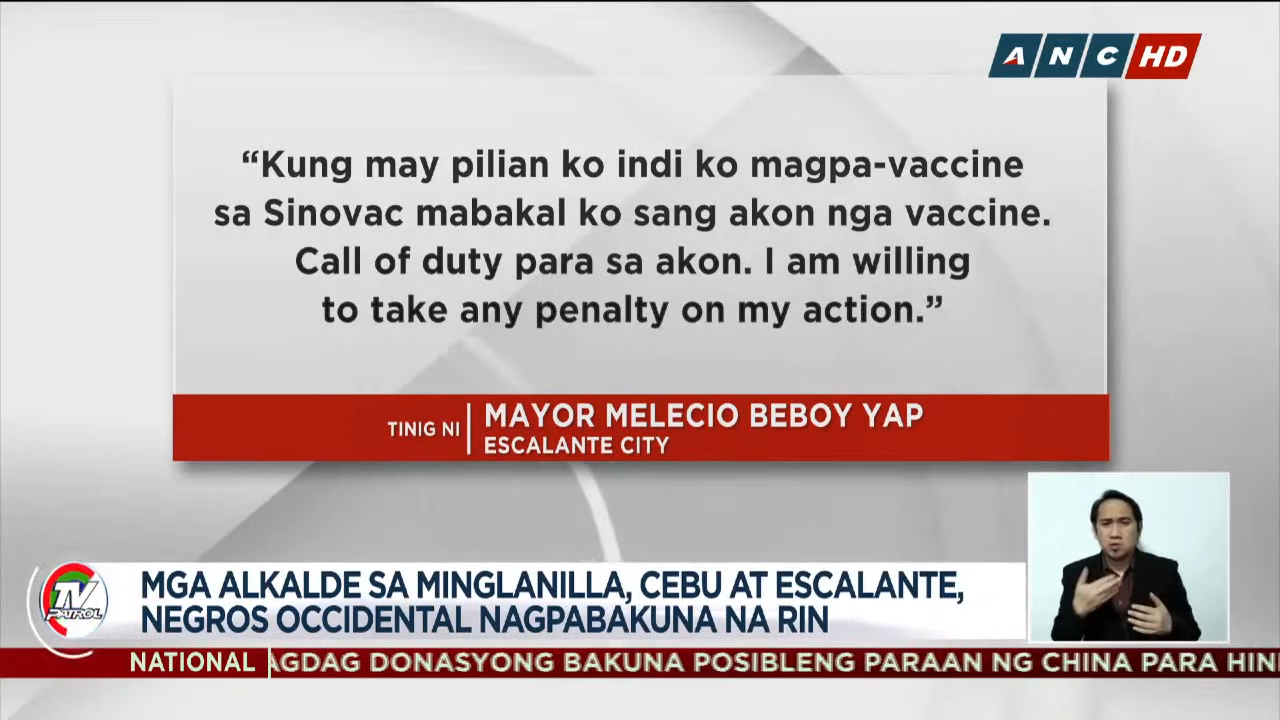 ANC HD
“Kung may pilian ko indi ko magpa-vaccine
sa Sinovac mabakal ko sang akon nga vaccine.
Call of duty para sa akon. I am willing
to take any penalty on my action.”
TINIG NI
MAYOR MELECIO BEBOY YAP
ESCALANTE CITY
TV PATROL
MGA ALKALDE SA MINGLANILLA, CEBU AT ESCALANTE,
NEGROS OCCIDENTAL NAGPABAKUNA NA RIN
NATIONAL AGDAG DONASYONG BAKUNA POSIBLENG PARAAN NG CHINA PARA HIN